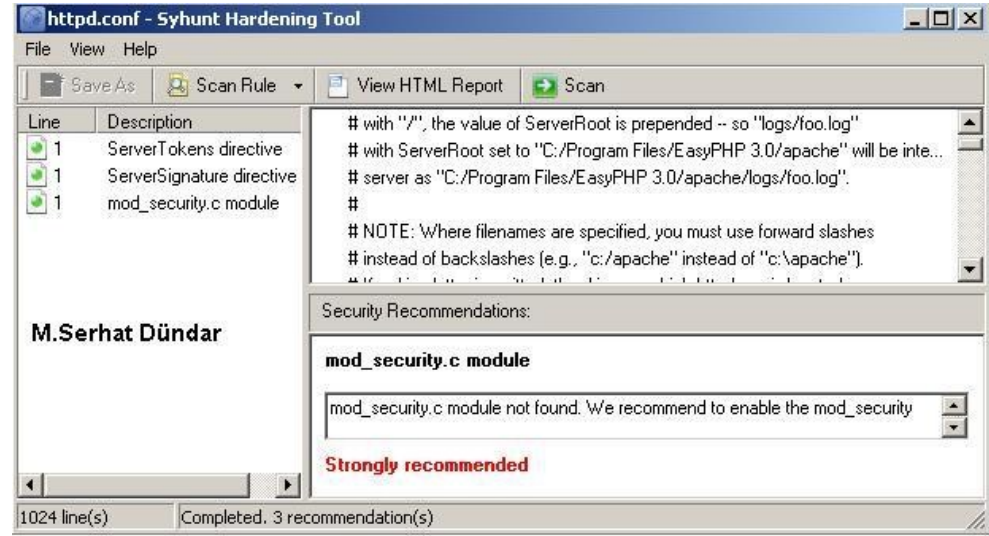 httpd.conf - Syhunt Hardening Tool
File View Help
Save As Scan Rule View HTML Report Scan
Line Description
1 ServerTokens directive
1 ServerSignature directive
1 mod_security.c module
M.Serhat Dündar
# with "/", the value of ServerRoot is prepended -- so "logs/foo.log"
# with ServerRoot set to "C:/Program Files/EasyPHP 3.0/apache" will be inte...
# server as "C:/Program Files/EasyPHP 3.0/apache/logs/foo.log".
#
# NOTE: Where filenames are specified, you must use forward slashes
# instead of backslashes (e.g., "c:/apache" instead of "c:\apache").
Security Recommendations:
mod_security.c module
mod_security.c module not found. We recommend to enable the mod_security
Strongly recommended
1024 line(s)
Completed. 3 recommendation(s)